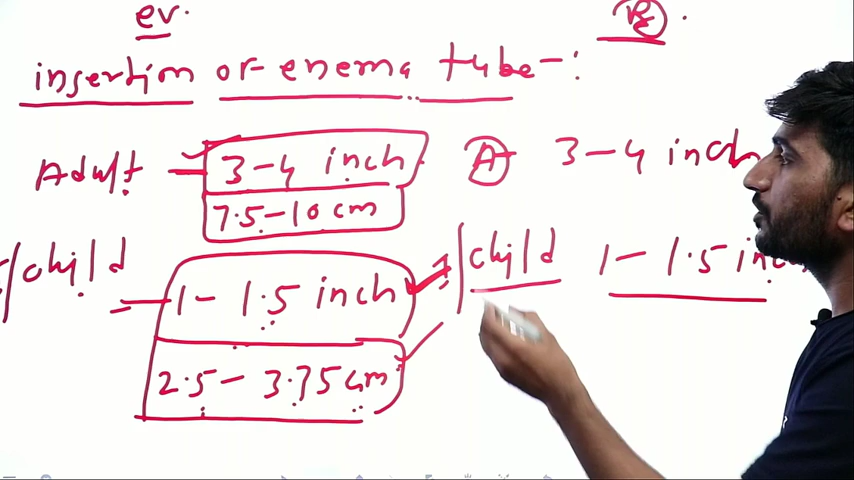 ev.
insertion of enema tube-:
Adult - 3-4 inch
7.5-10 cm
A 3-4 inch
/child - 1-1.5 inch
2.5-3.75 cm
child 1-1.5 inch